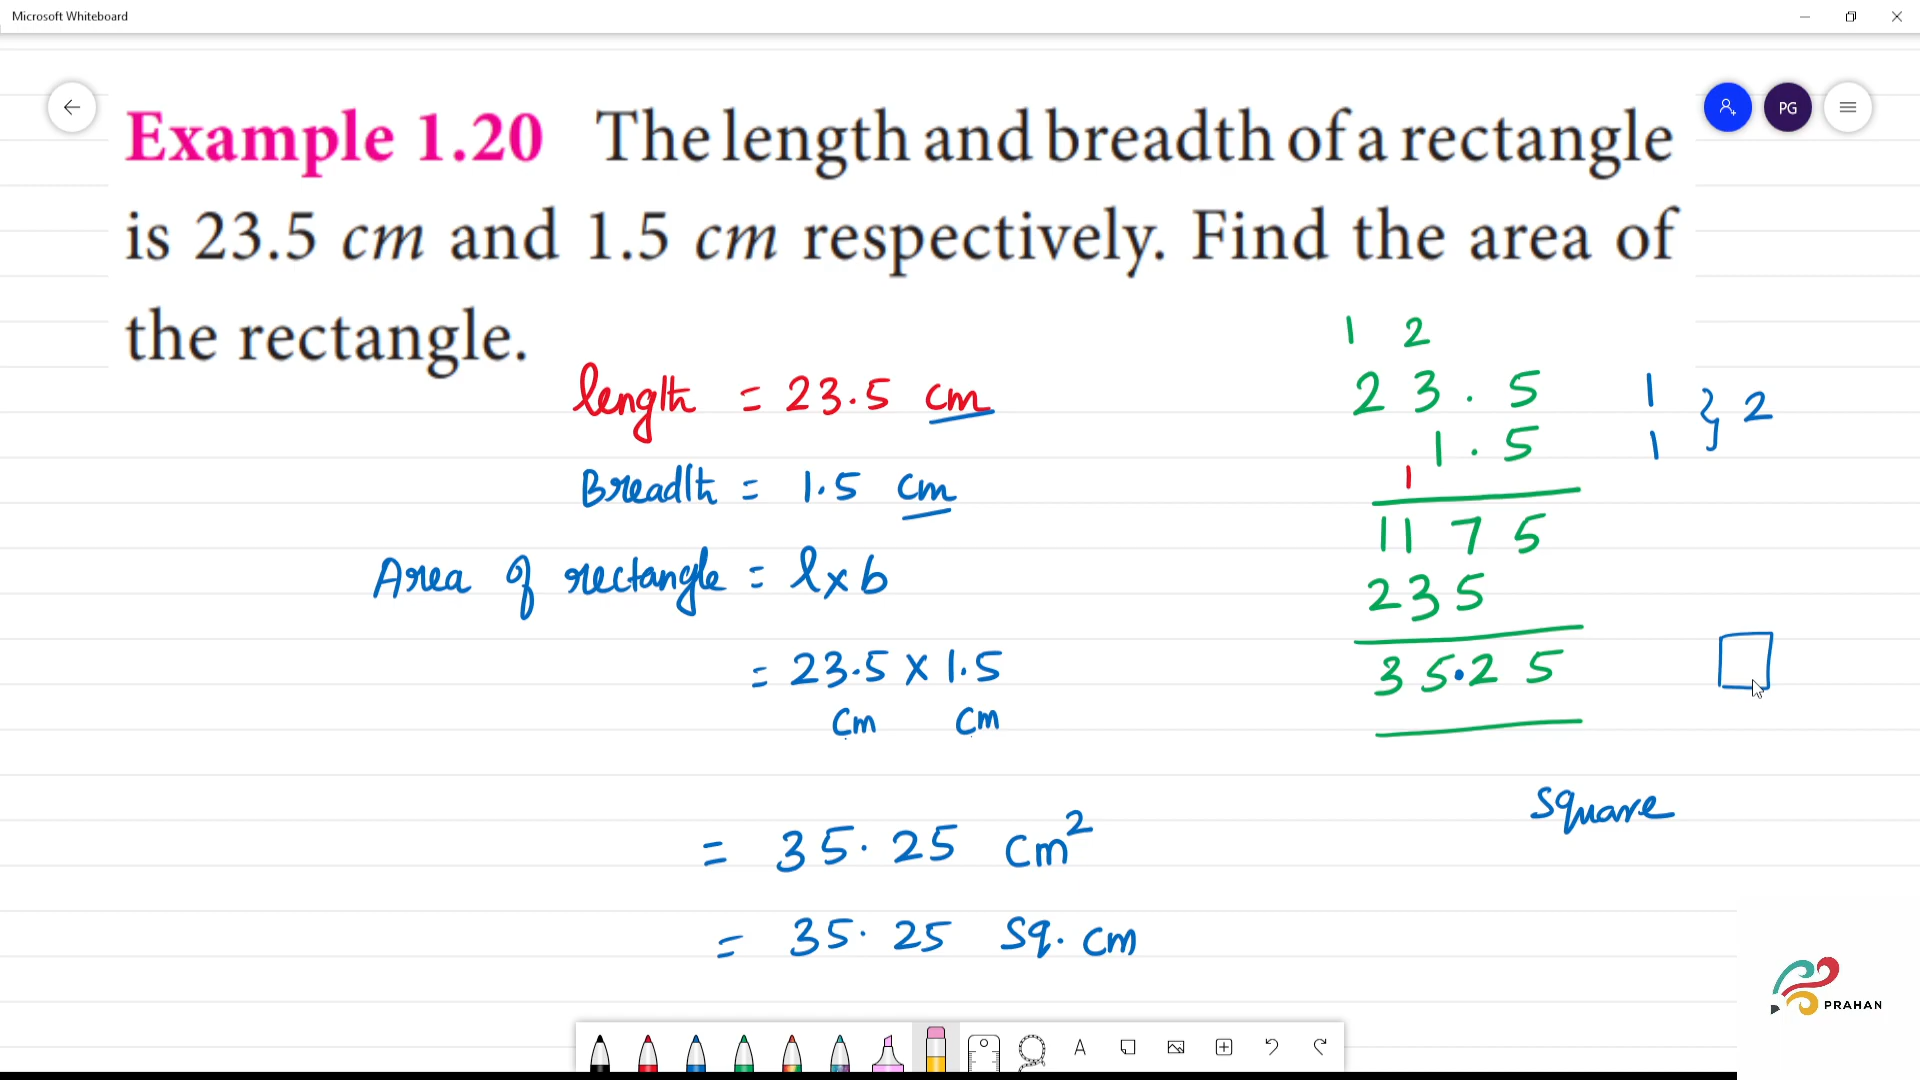 Microsoft Whiteboard
PG
Example 1.20 The length and breadth of a rectangle
is 23.5 cm and 1.5 cm respectively. Find the area of
the rectangle.
length = 23.5 cm
Breadth = 1.5 cm
Area of rectangle = l x b
= 23.5 x 1.5
cm cm
= 35.25 cm²
= 35.25 Sq. cm
1 2
23.5 1 } 2
1.5 1
1
1175
235
35.25
Square
A
PRAHAN